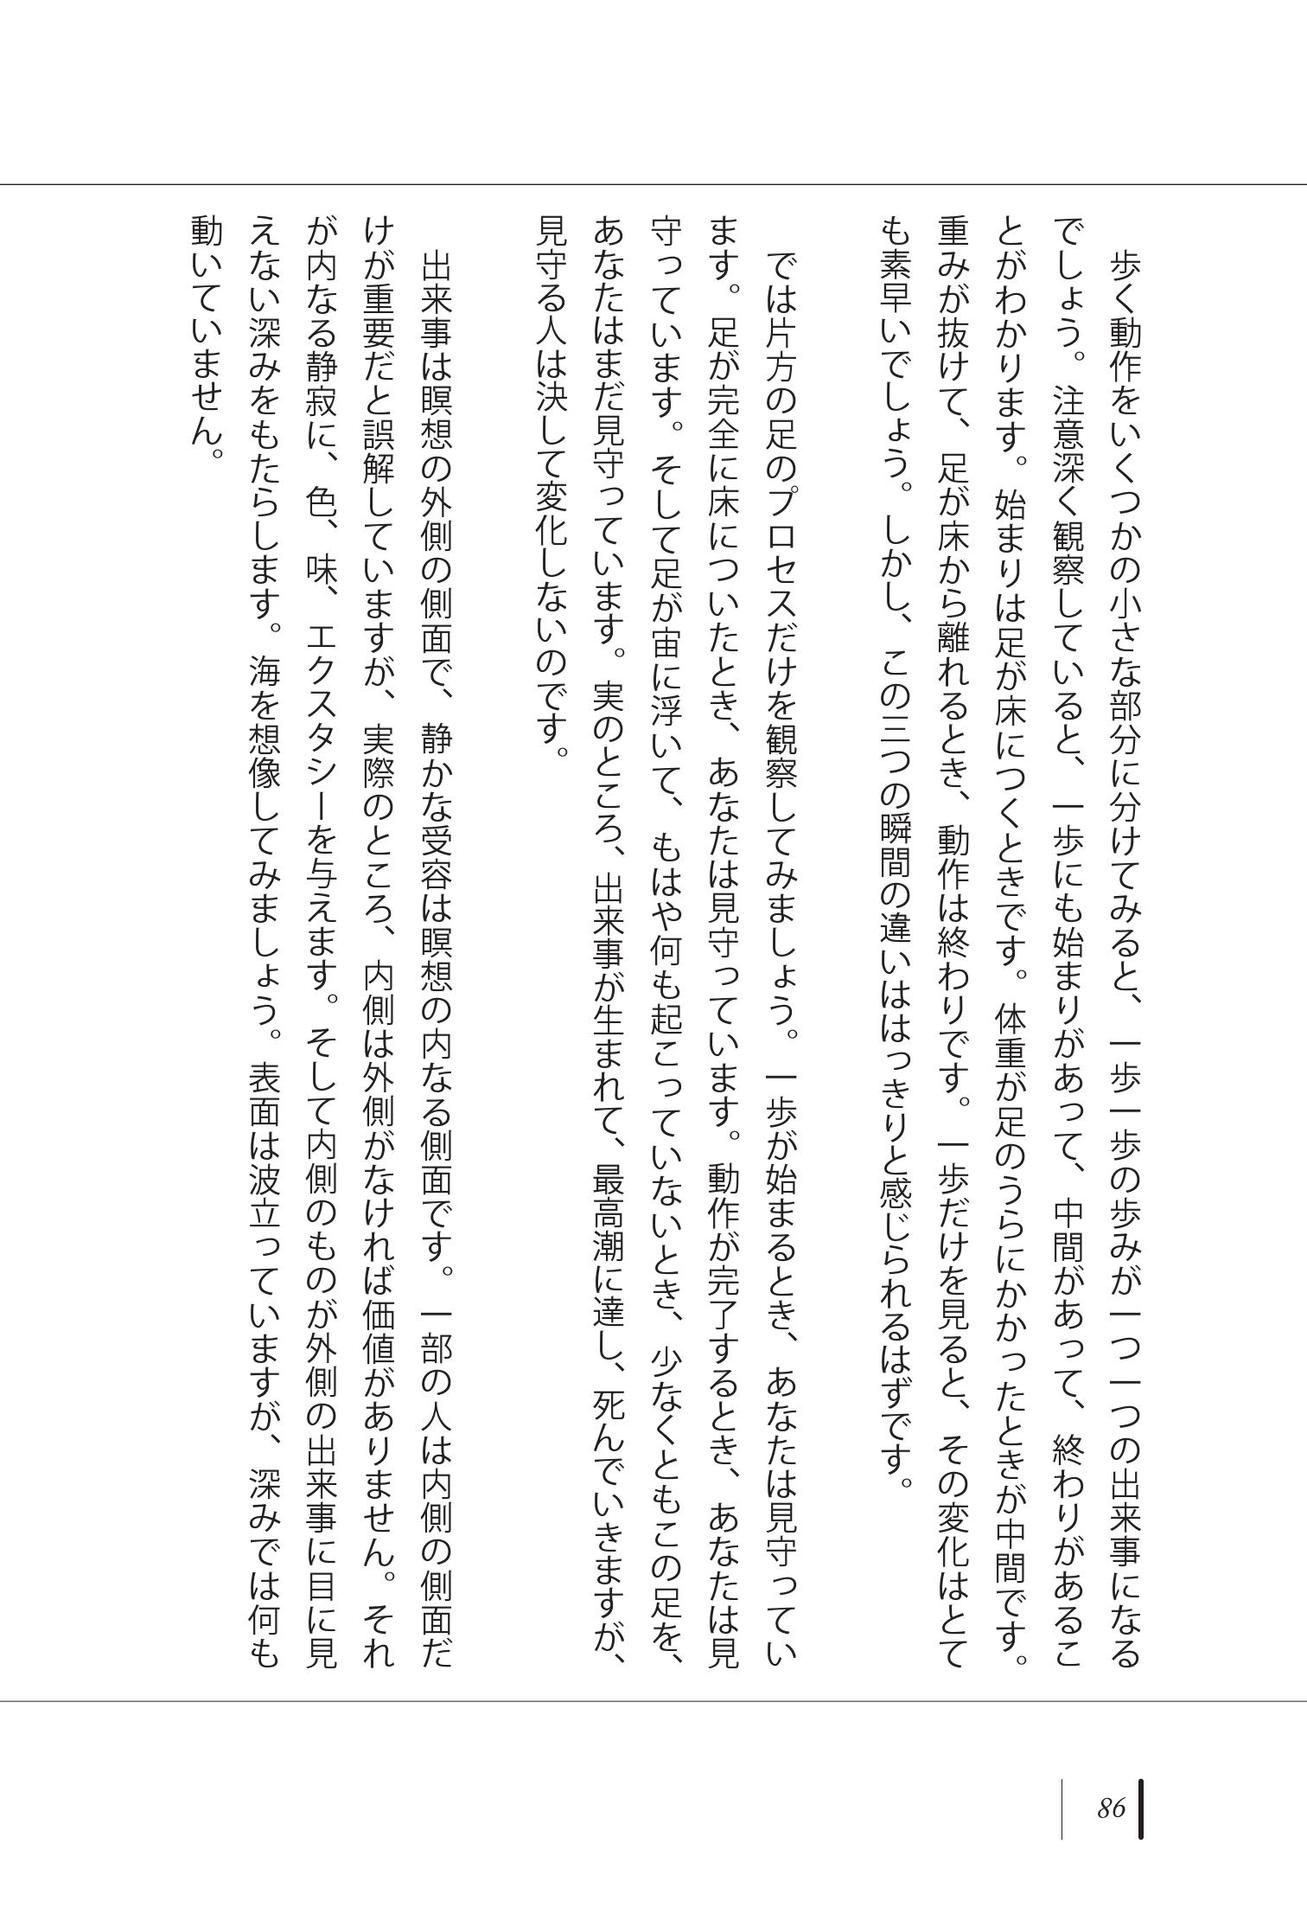 歩く動作をいくつかの小さな部分に分けてみると、一歩一歩の歩みが一つ一つの出来事になる
でしょう。注意深く観察していると、一歩にも始まりがあって、中間があって、終わりがあるこ
とがわかります。始まりは足が床につくときです。体重が足のうらにかかったときが中間です。
重みが抜けて、足が床から離れるとき、動作は終わりです。一歩だけを見ると、その変化はとて
も素早いでしょう。しかし、この三つの瞬間の違いははっきりと感じられるはずです。
では片方の足のプロセスだけを観察してみましょう。一歩が始まるとき、あなたは見守ってい
ます。足が完全に床についたとき、あなたは見守っています。動作が完了するとき、あなたは見
守っています。そして足が宙に浮いて、もはや何も起こっていないとき、少なくともこの足を、
あなたはまだ見守っています。実のところ、出来事が生まれて、最高潮に達し、死んでいきますが、
見守る人は決して変化しないのです。
出来事は瞑想の外側の側面で、静かな受容は瞑想の内なる側面です。一部の人は内側の側面だ
けが重要だと誤解していますが、実際のところ、内側は外側がなければ価値がありません。それ
が内なる静寂に、色、味、エクスタシーを与えます。そして内側のものが外側の出来事に目に見
えない深みをもたらします。海を想像してみましょう。表面は波立っていますが、深みでは何も
動いていません。
86